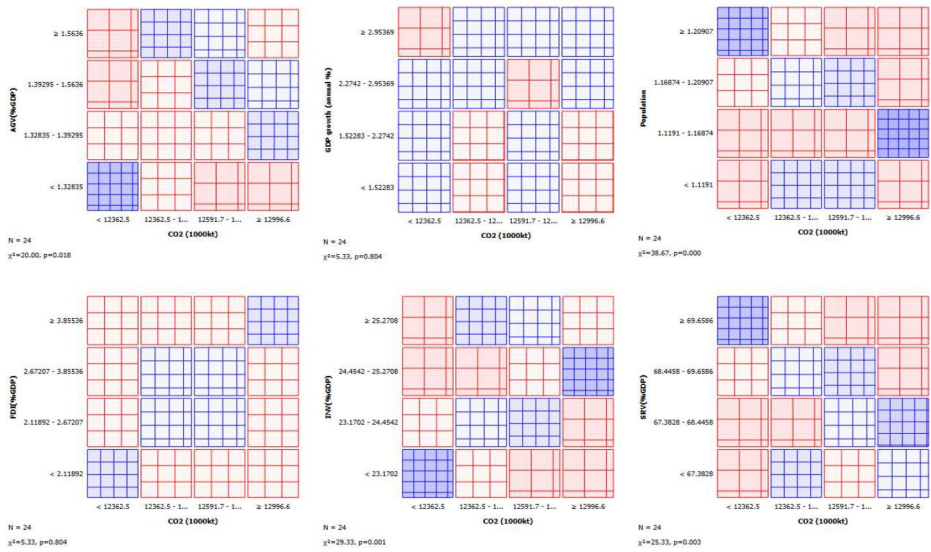 ≥ 1.5636
1.39295 - 1.5636
1.32835 - 1.39295
< 1.32835
AGV(%GDP)
< 12362.5 12362.5 - 1... 12591.7 - 1... ≥ 12996.6
CO2 (1000kt)
N = 24
χ²=20.00, p=0.018
≥ 2.95369
2.2742 - 2.95369
1.52283 - 2.2742
< 1.52283
GDP growth (annual %)
< 12362.5 12362.5 - 12... 12591.7 - 12... ≥ 12996.6
CO2 (1000kt)
N = 24
χ²=5.33, p=0.804
≥ 1.20907
1.16874 - 1.20907
1.1191 - 1.16874
< 1.1191
Population
< 12362.5 12362.5 - 1... 12591.7 - 1... ≥ 12996.6
CO2 (1000kt)
N = 24
χ²=38.67, p=0.000
≥ 3.85536
2.67207 - 3.85536
2.11892 - 2.67207
< 2.11892
FDI(%GDP)
< 12362.5 12362.5 - 1... 12591.7 - 1... ≥ 12996.6
CO2 (1000kt)
N = 24
χ²=5.33, p=0.804
≥ 25.2708
24.4542 - 25.2708
23.1702 - 24.4542
< 23.1702
INV(%GDP)
< 12362.5 12362.5 - 1... 12591.7 - 1... ≥ 12996.6
CO2 (1000kt)
N = 24
χ²=29.33, p=0.001
≥ 69.6586
68.4458 - 69.6586
67.3828 - 68.4458
< 67.3828
SRV(%GDP)
< 12362.5 12362.5 - 1... 12591.7 - 1... ≥ 12996.6
CO2 (1000kt)
N = 24
χ²=25.33, p=0.003